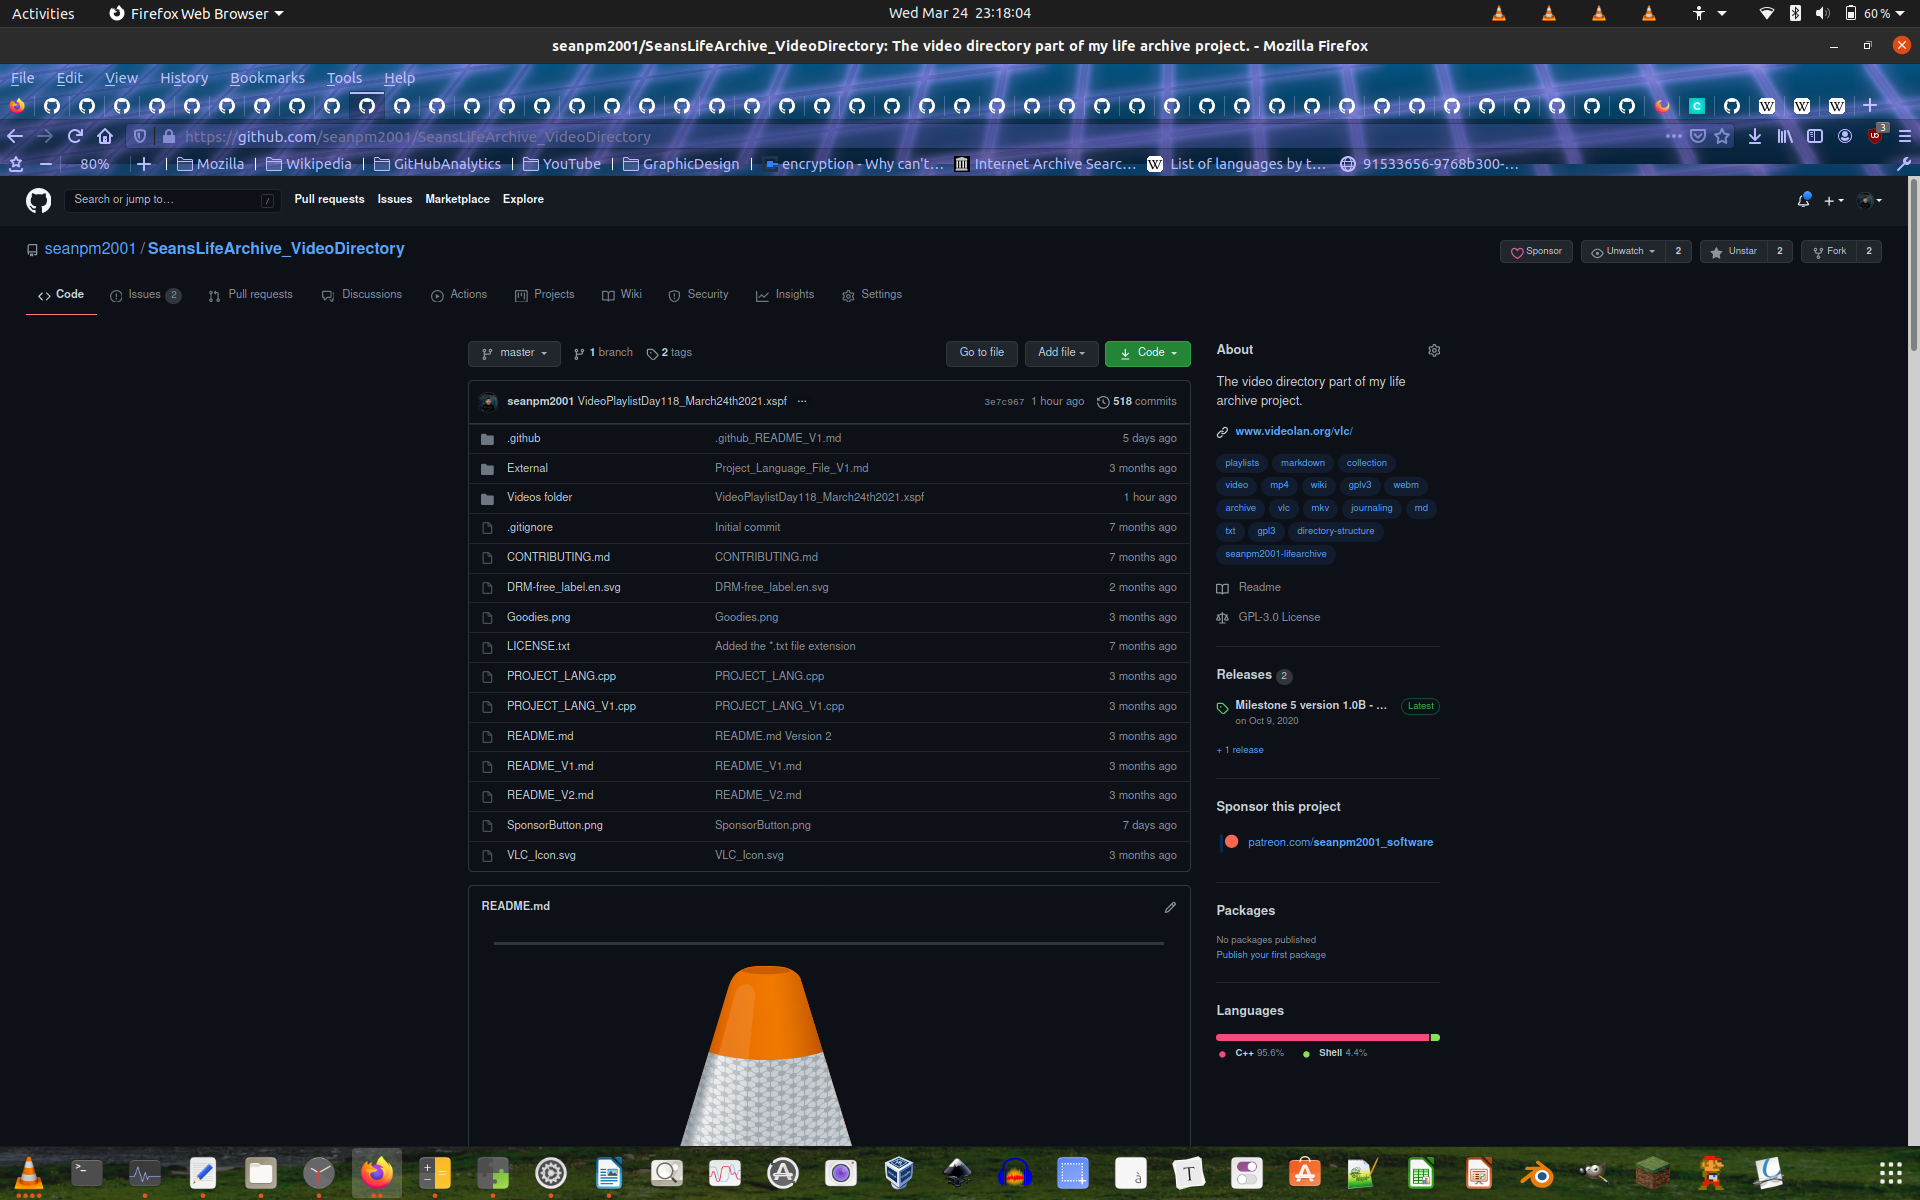 Activities Firefox Web Browser Wed Mar 24 23:18:04 60 %
seanpm2001/SeansLifeArchive_VideoDirectory: The video directory part of my life archive project. - Mozilla Firefox
File Edit View History Bookmarks Tools Help
https://github.com/seanpm2001/SeansLifeArchive_VideoDirectory 3
80% Mozilla Wikipedia GitHubAnalytics YouTube GraphicDesign encryption - Why can't… Internet Archive Searc… List of languages by t… 91533656-9768b300-…
Search or jump to… / Pull requests Issues Marketplace Explore
seanpm2001 / SeansLifeArchive_VideoDirectory Sponsor Unwatch 2 Unstar 2 Fork 2
Code Issues 2 Pull requests Discussions Actions Projects Wiki Security Insights Settings
master 1 branch 2 tags Go to file Add file Code
seanpm2001 VideoPlaylistDay118_March24th2021.xspf ... 3e7c967 1 hour ago 518 commits
.github .github_README_V1.md 5 days ago
External Project_Language_File_V1.md 3 months ago
Videos folder VideoPlaylistDay118_March24th2021.xspf 1 hour ago
.gitignore Initial commit 7 months ago
CONTRIBUTING.md CONTRIBUTING.md 7 months ago
DRM-free_label.en.svg DRM-free_label.en.svg 2 months ago
Goodies.png Goodies.png 3 months ago
LICENSE.txt Added the *.txt file extension 7 months ago
PROJECT_LANG.cpp PROJECT_LANG.cpp 3 months ago
PROJECT_LANG_V1.cpp PROJECT_LANG_V1.cpp 3 months ago
README.md README.md Version 2 3 months ago
README_V1.md README_V1.md 3 months ago
README_V2.md README_V2.md 3 months ago
SponsorButton.png SponsorButton.png 7 days ago
VLC_Icon.svg VLC_Icon.svg 3 months ago
README.md
About
The video directory part of my life
archive project.
www.videolan.org/vlc/
playlists markdown collection
video mp4 wiki gplv3 webm
archive vlc mkv journaling md
txt gpl3 directory-structure
seanpm2001-lifearchive
Readme
GPL-3.0 License
Releases 2
Milestone 5 version 1.0B - ... Latest
on Oct 9, 2020
+ 1 release
Sponsor this project
patreon.com/seanpm2001_software
Packages
No packages published
Publish your first package
Languages
C++ 95.6% Shell 4.4%